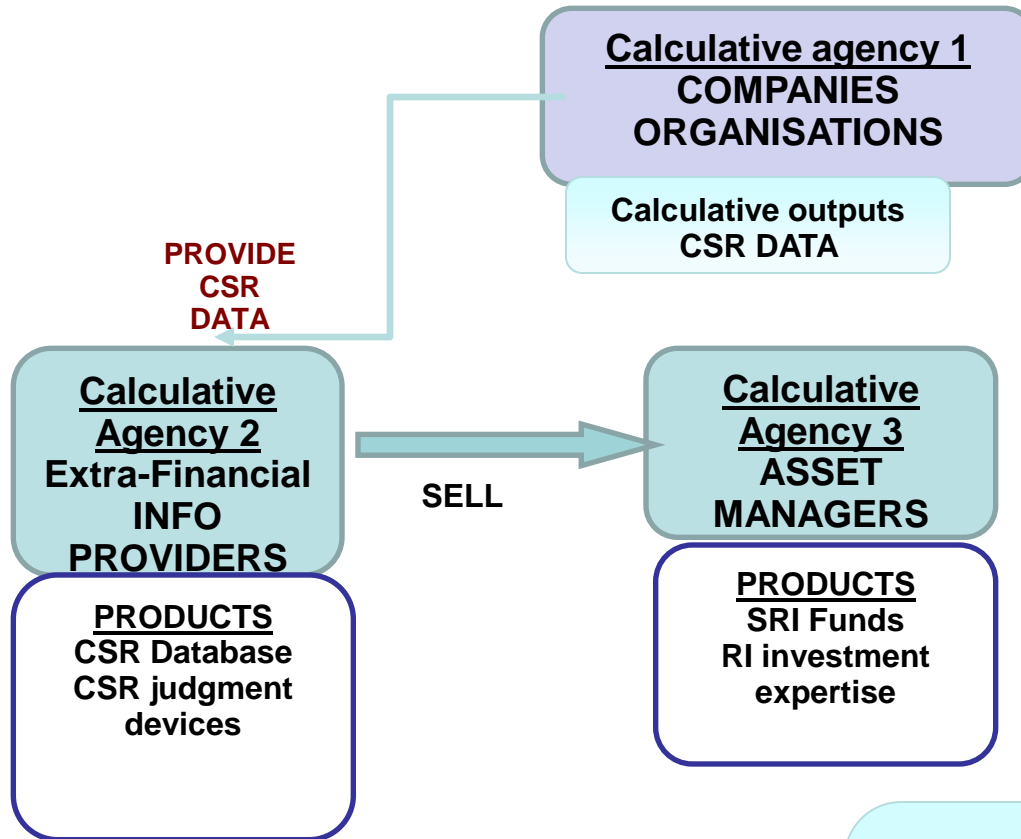 Calculative agency 1
COMPANIES
ORGANISATIONS
Calculative outputs
CSR DATA
PROVIDE
CSR
DATA
Calculative
Agency 2
Extra-Financial
INFO
PROVIDERS
SELL
Calculative
Agency 3
ASSET
MANAGERS
PRODUCTS
CSR Database
CSR judgment
devices
PRODUCTS
SRI Funds
RI investment
expertise